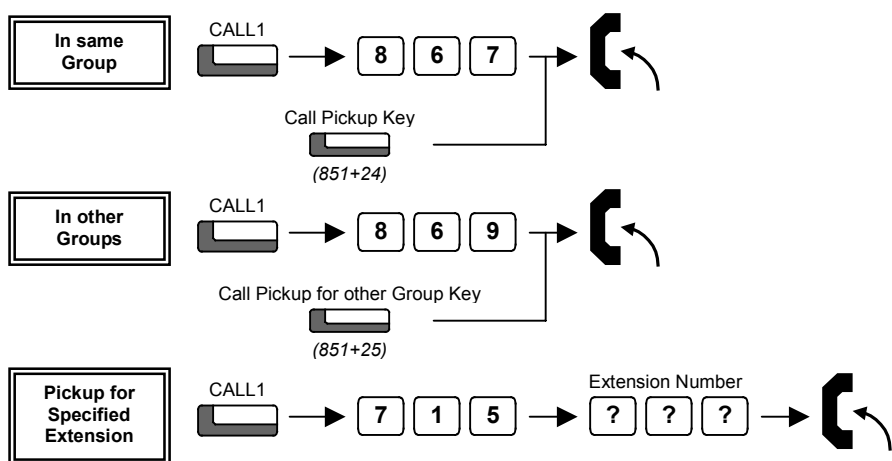 In same
Group
CALL1
8 6 7
Call Pickup Key
(851+24)
In other
Groups
CALL1
8 6 9
Call Pickup for other Group Key
(851+25)
Pickup for
Specified
Extension
CALL1
7 1 5
Extension Number
? ? ?